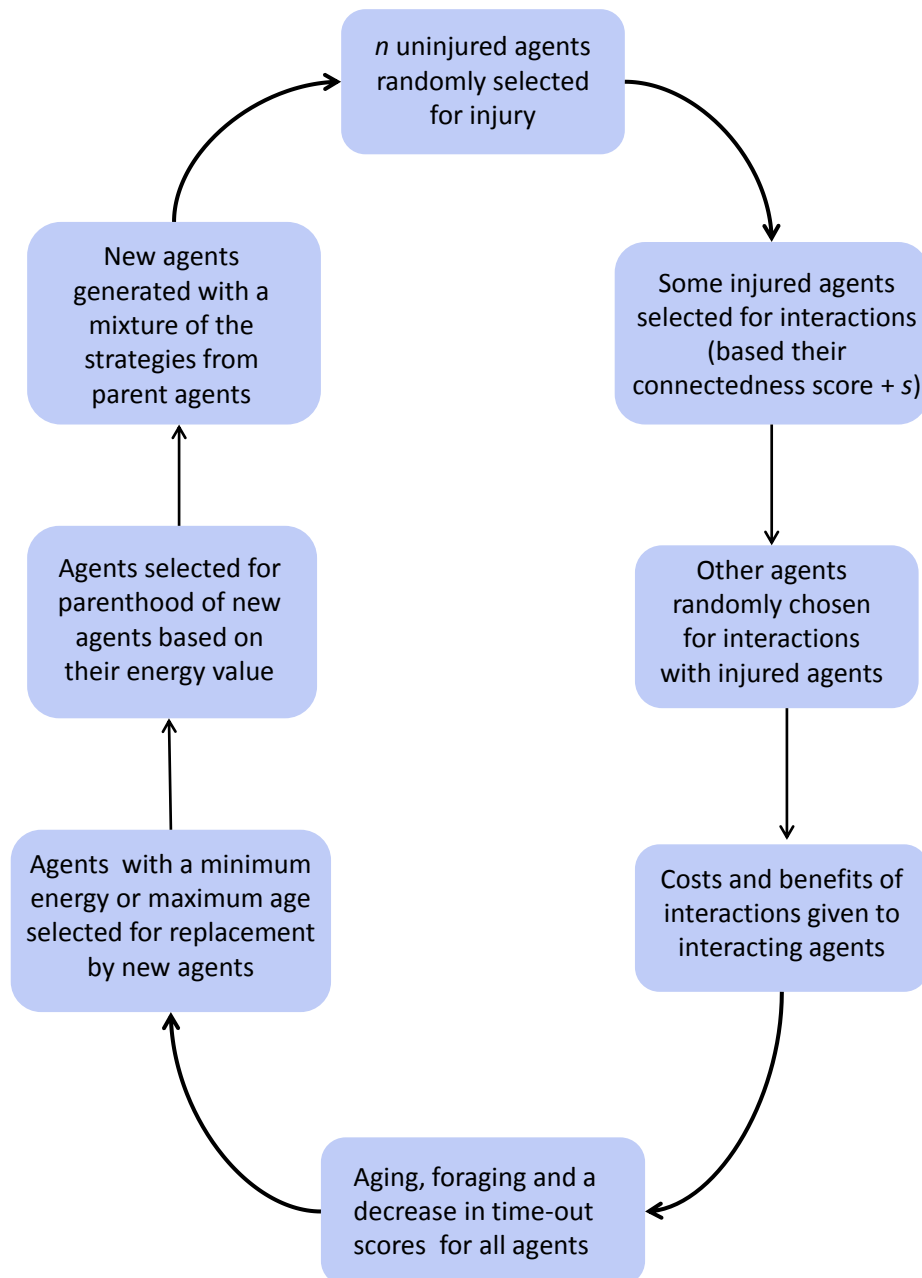 n uninjured agents
randomly selected
for injury
Some injured agents
selected for interactions
(based their
connectedness score + s)
Other agents
randomly chosen
for interactions
with injured agents
Costs and benefits of
interactions given to
interacting agents
Aging, foraging and a
decrease in time-out
scores for all agents
Agents with a minimum
energy or maximum age
selected for replacement
by new agents
Agents selected for
parenthood of new
agents based on
their energy value
New agents
generated with a
mixture of the
strategies from
parent agents